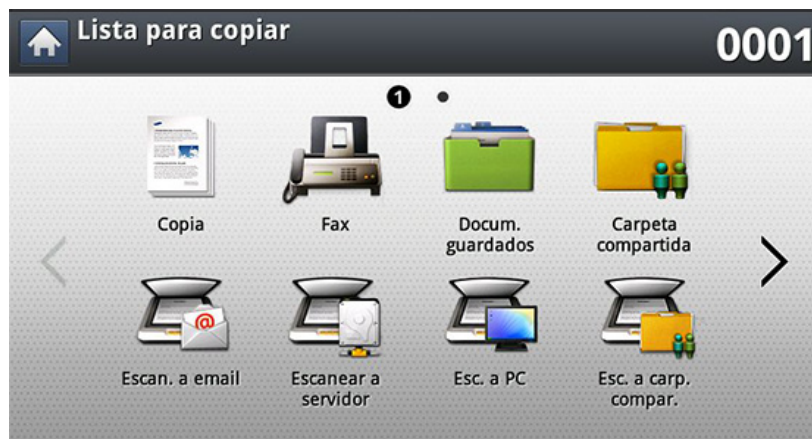 Lista para copiar
0001
1
Copia
Fax
Docum.
guardados
Carpeta
compartida
@
Escan. a email
Escanear a
servidor
Esc. a PC
Esc. a carp.
compar.